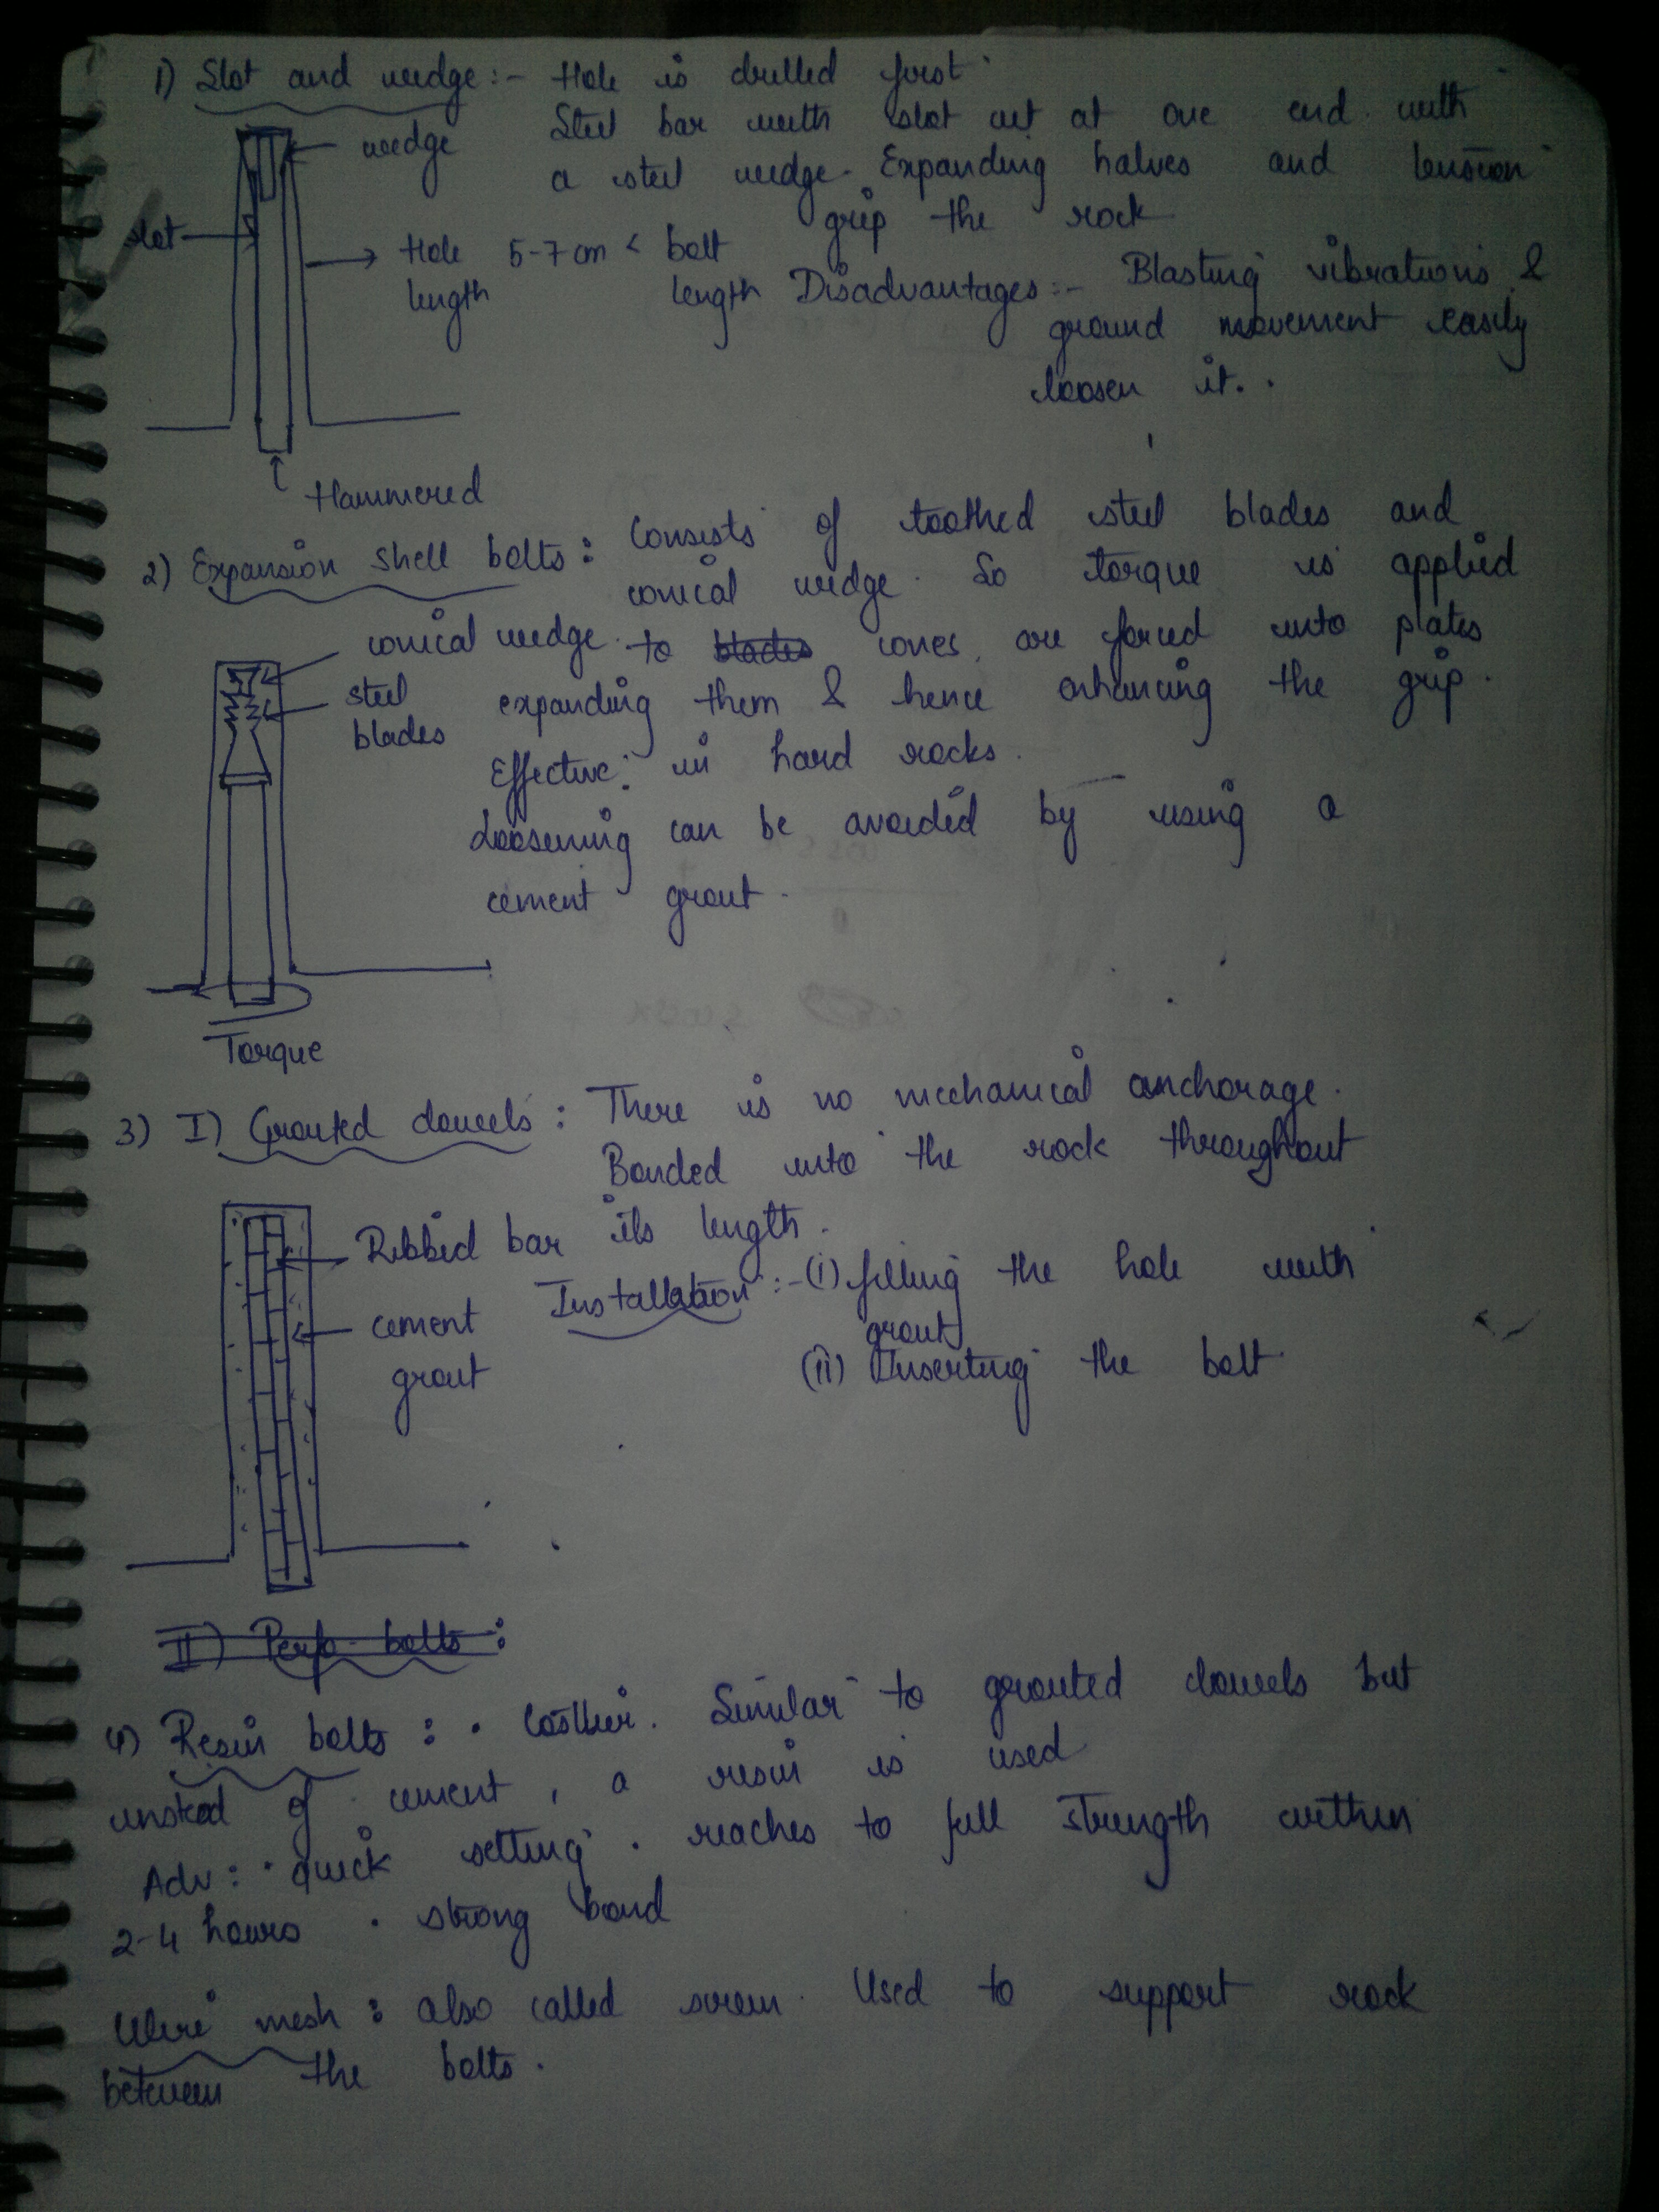 1) Slot and wedge :- Hole is drilled first.
Steel bar with slot cut at one end with
a steel wedge. Expanding halves and tension
grip the rock
wedge
slot
Hole length 5-7 cm < bolt length
Disadvantages :- Blasting vibrations &
ground movement easily
loosen it.
Hammered
2) Expansion shell bolts : Consists of toothed steel blades and
conical wedge. So torque is applied
to blades cones are forced into plates
expanding them & hence enhancing the grip.
Effective in hard rocks.
Loosening can be avoided by using a
cement grout.
conical wedge
steel
blades
Torque
3) I) Grouted dowels : There is no mechanical anchorage.
Bonded into the rock throughout
its length.
Ribbed bar
cement
grout
Installation :- (i) filling the hole with
grout
(ii) Inserting the bolt
II) Perfo bolts :
4) Resin bolts : • Costlier. Similar to grouted dowels but
instead of cement, a resin is used
Adv : • quick setting. reaches to full strength within
2-4 hours • strong bond
Wire mesh : also called screen. Used to support rock
between the bolts.